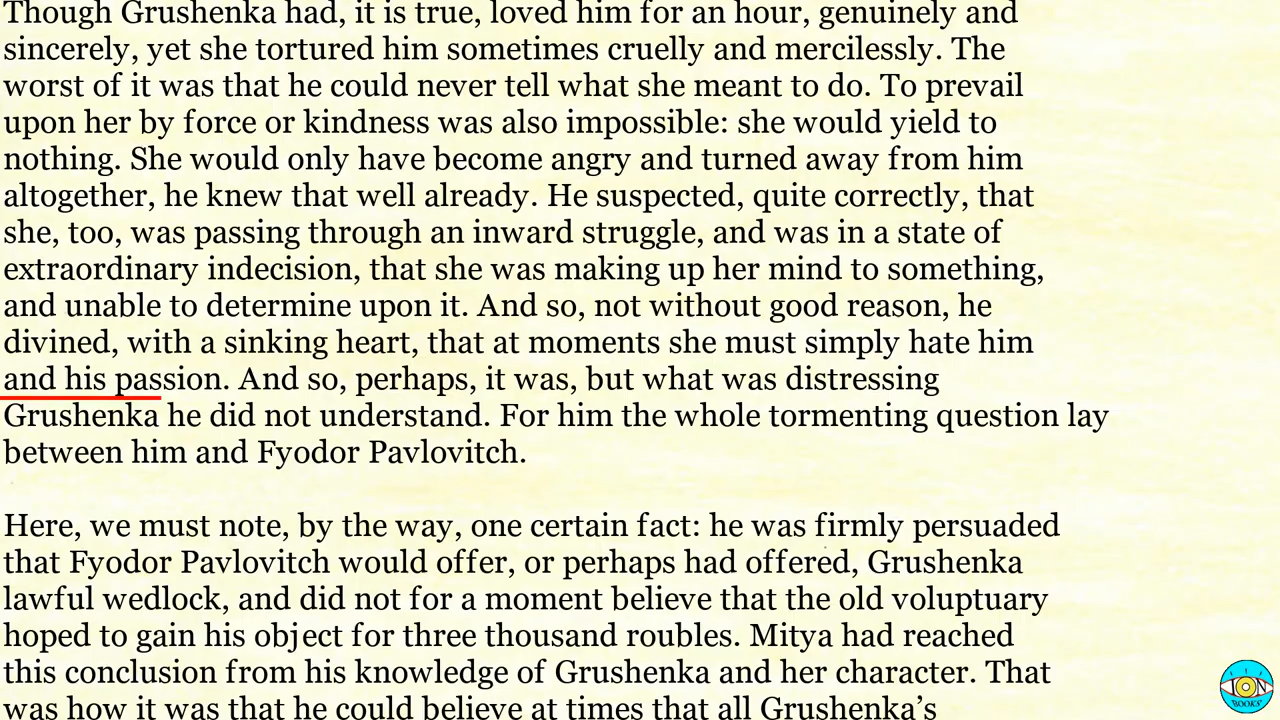 Though Grushenka had, it is true, loved him for an hour, genuinely and
sincerely, yet she tortured him sometimes cruelly and mercilessly. The
worst of it was that he could never tell what she meant to do. To prevail
upon her by force or kindness was also impossible: she would yield to
nothing. She would only have become angry and turned away from him
altogether, he knew that well already. He suspected, quite correctly, that
she, too, was passing through an inward struggle, and was in a state of
extraordinary indecision, that she was making up her mind to something,
and unable to determine upon it. And so, not without good reason, he
divined, with a sinking heart, that at moments she must simply hate him
and his passion. And so, perhaps, it was, but what was distressing
Grushenka he did not understand. For him the whole tormenting question lay
between him and Fyodor Pavlovitch.
Here, we must note, by the way, one certain fact: he was firmly persuaded
that Fyodor Pavlovitch would offer, or perhaps had offered, Grushenka
lawful wedlock, and did not for a moment believe that the old voluptuary
hoped to gain his object for three thousand roubles. Mitya had reached
this conclusion from his knowledge of Grushenka and her character. That
was how it was that he could believe at times that all Grushenka’s
ION
BOOKS